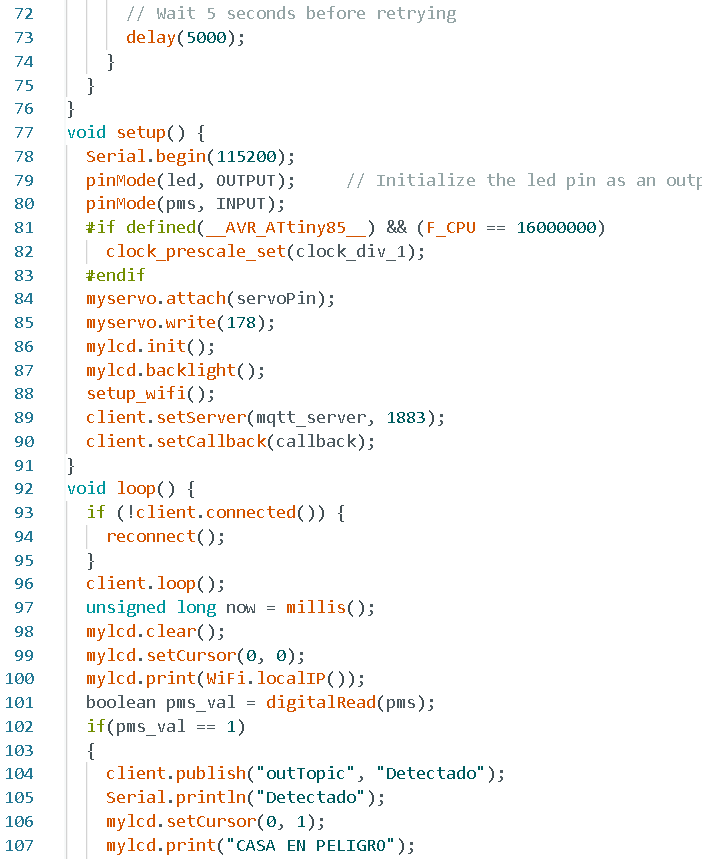 72 // Wait 5 seconds before retrying
73 delay(5000);
74 }
75 }
76 }
77 void setup() {
78 Serial.begin(115200);
79 pinMode(led, OUTPUT); // Initialize the led pin as an outp
80 pinMode(pms, INPUT);
81 #if defined(__AVR_ATtiny85__) && (F_CPU == 16000000)
82 clock_prescale_set(clock_div_1);
83 #endif
84 myservo.attach(servoPin);
85 myservo.write(178);
86 mylcd.init();
87 mylcd.backlight();
88 setup_wifi();
89 client.setServer(mqtt_server, 1883);
90 client.setCallback(callback);
91 }
92 void loop() {
93 if (!client.connected()) {
94 reconnect();
95 }
96 client.loop();
97 unsigned long now = millis();
98 mylcd.clear();
99 mylcd.setCursor(0, 0);
100 mylcd.print(WiFi.localIP());
101 boolean pms_val = digitalRead(pms);
102 if(pms_val == 1)
103 {
104 client.publish("outTopic", "Detectado");
105 Serial.println("Detectado");
106 mylcd.setCursor(0, 1);
107 mylcd.print("CASA EN PELIGRO");